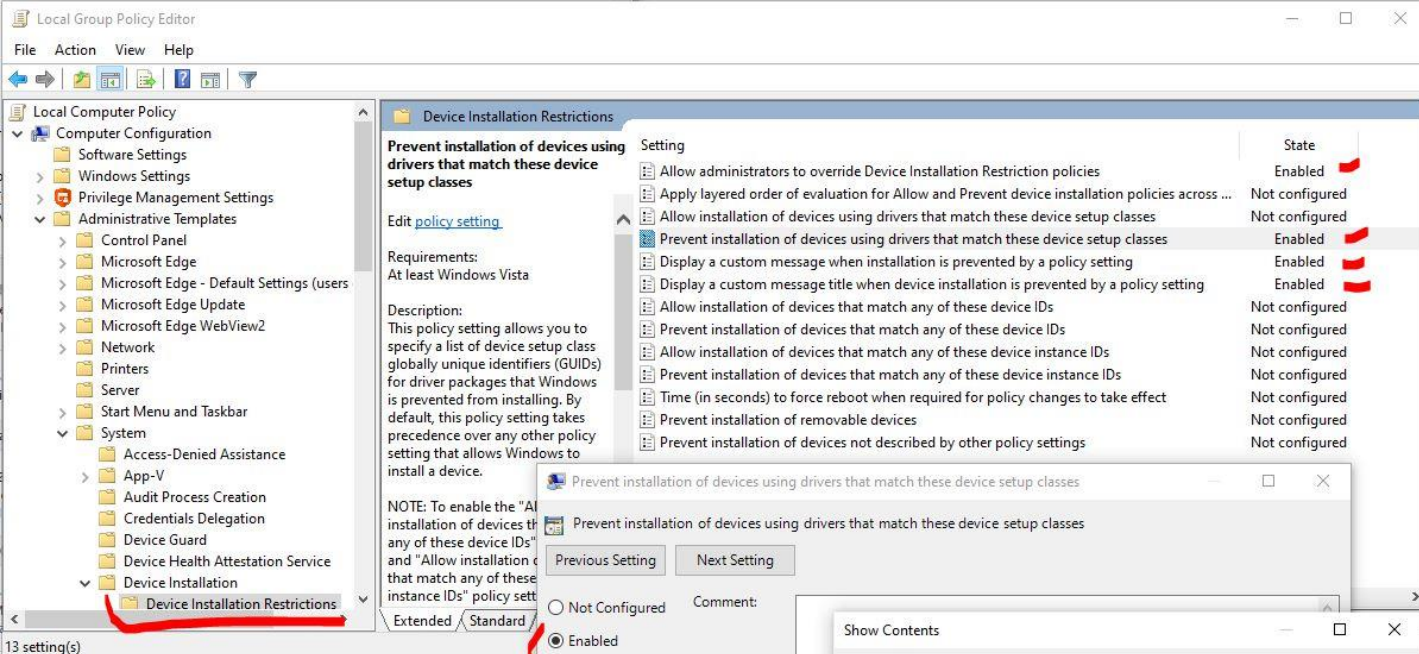 Local Group Policy Editor
File Action View Help
Local Computer Policy
Computer Configuration
Software Settings
Windows Settings
Privilege Management Settings
Administrative Templates
Control Panel
Microsoft Edge
Microsoft Edge - Default Settings (users
Microsoft Edge Update
Microsoft Edge WebView2
Network
Printers
Server
Start Menu and Taskbar
System
Access-Denied Assistance
App-V
Audit Process Creation
Credentials Delegation
Device Guard
Device Health Attestation Service
Device Installation
Device Installation Restrictions
13 setting(s)
Device Installation Restrictions
Prevent installation of devices using
drivers that match these device
setup classes
Edit policy setting
Requirements:
At least Windows Vista
Description:
This policy setting allows you to
specify a list of device setup class
globally unique identifiers (GUIDs)
for driver packages that Windows
is prevented from installing. By
default, this policy setting takes
precedence over any other policy
setting that allows Windows to
install a device.
NOTE: To enable the "Al
installation of devices th
any of these device IDs"
and "Allow installation o
that match any of these
instance IDs" policy sett
Extended Standard
Setting State
Allow administrators to override Device Installation Restriction policies Enabled
Apply layered order of evaluation for Allow and Prevent device installation policies across ... Not configured
Allow installation of devices using drivers that match these device setup classes Not configured
Prevent installation of devices using drivers that match these device setup classes Enabled
Display a custom message when installation is prevented by a policy setting Enabled
Display a custom message title when device installation is prevented by a policy setting Enabled
Allow installation of devices that match any of these device IDs Not configured
Prevent installation of devices that match any of these device IDs Not configured
Allow installation of devices that match any of these device instance IDs Not configured
Prevent installation of devices that match any of these device instance IDs Not configured
Time (in seconds) to force reboot when required for policy changes to take effect Not configured
Prevent installation of removable devices Not configured
Prevent installation of devices not described by other policy settings Not configured
Prevent installation of devices using drivers that match these device setup classes
Prevent installation of devices using drivers that match these device setup classes
Previous Setting Next Setting
Not Configured Comment:
Enabled
Show Contents